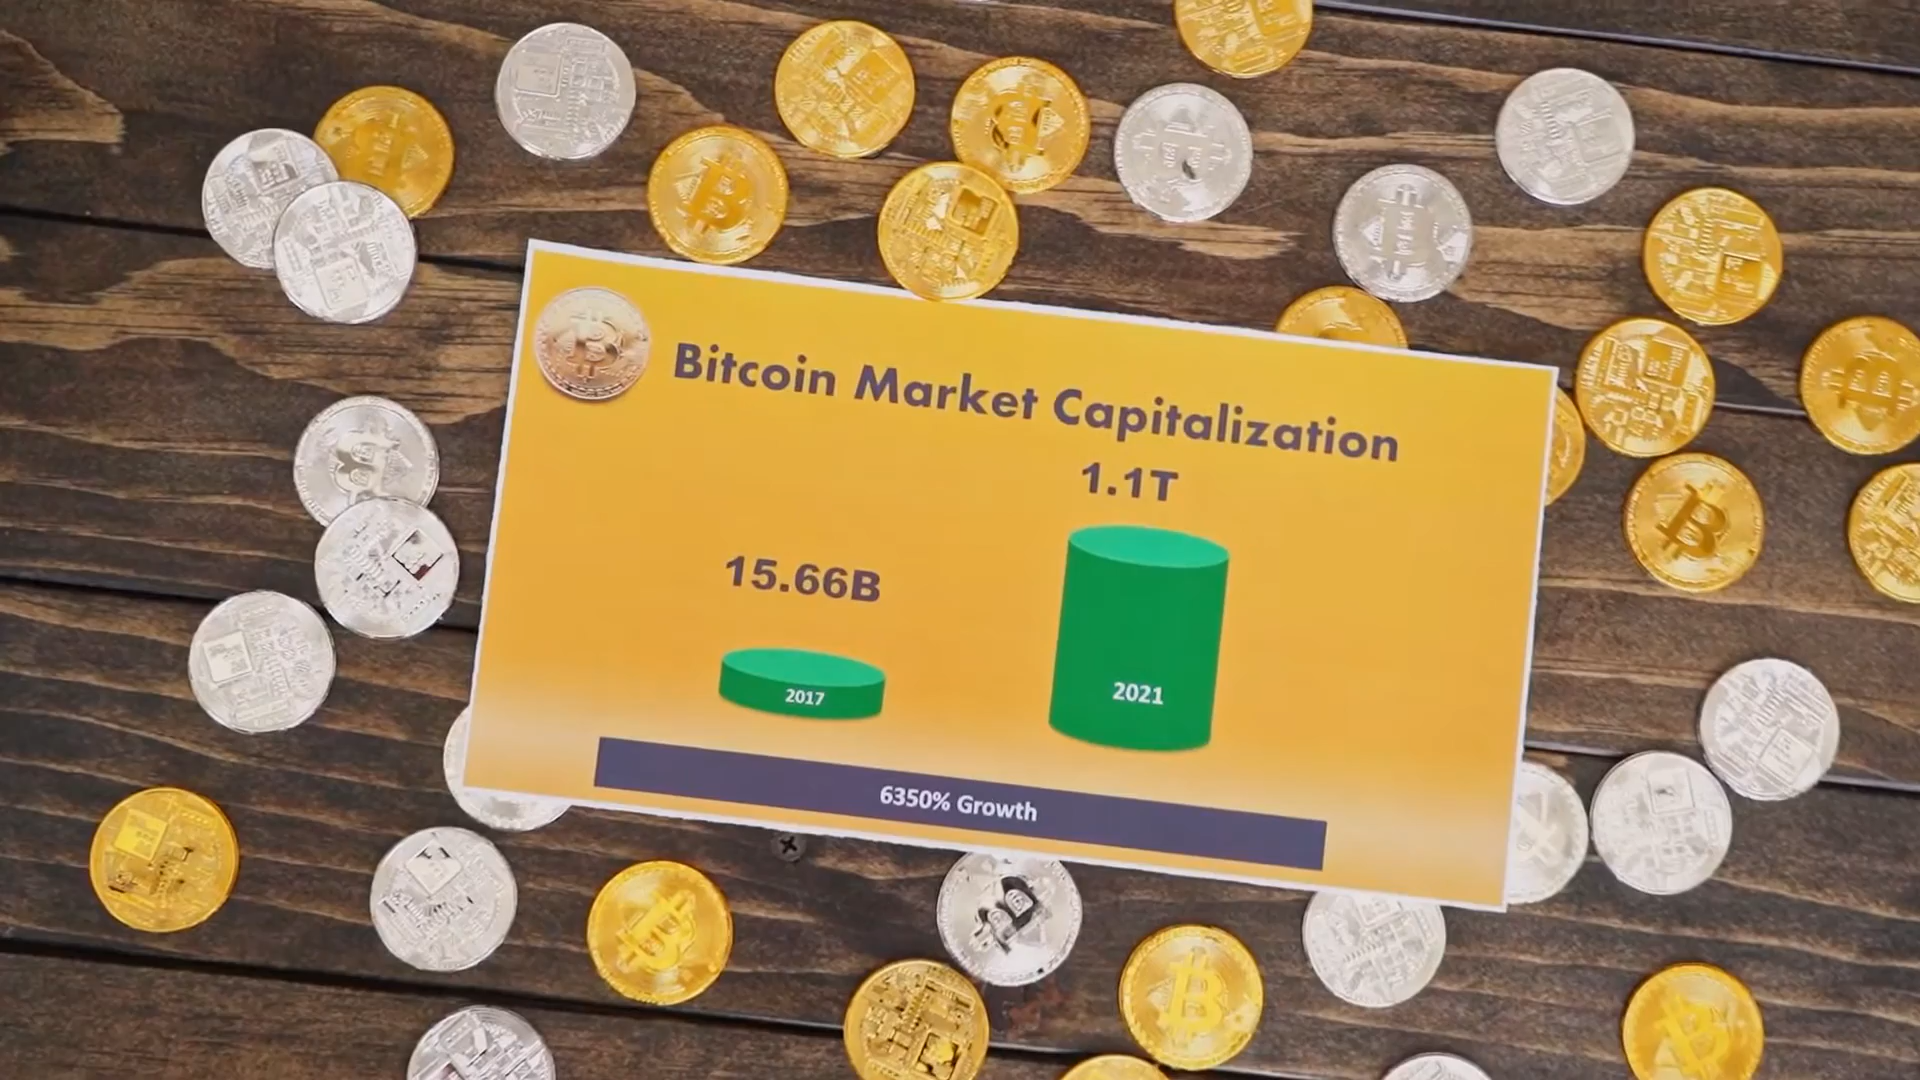 Bitcoin Market Capitalization
1.1T
15.66B
2017
2021
6350% Growth